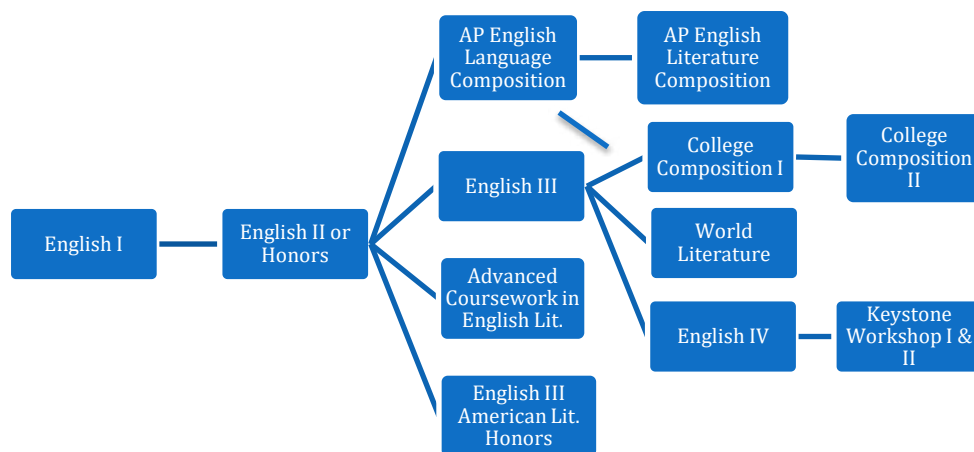 AP English
Language
Composition
AP English
Literature
Composition
College
Composition I
College
Composition
II
English III
English I
English II or
Honors
World
Literature
Advanced
Coursework in
English Lit.
English IV
Keystone
Workshop I &
II
English III
American Lit.
Honors